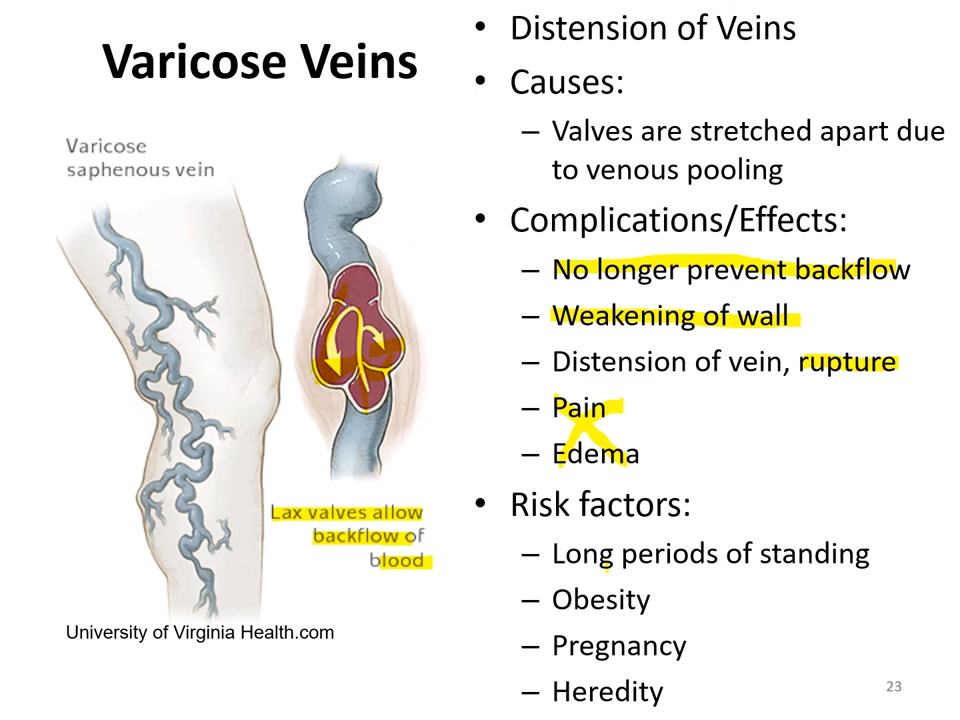 Varicose Veins
Varicose
saphenous vein
Lax valves allow
backflow of
blood
University of Virginia Health.com
• Distension of Veins
• Causes:
– Valves are stretched apart due
to venous pooling
• Complications/Effects:
– No longer prevent backflow
– Weakening of wall
– Distension of vein, rupture
– Pain
– Edema
• Risk factors:
– Long periods of standing
– Obesity
– Pregnancy
– Heredity
23